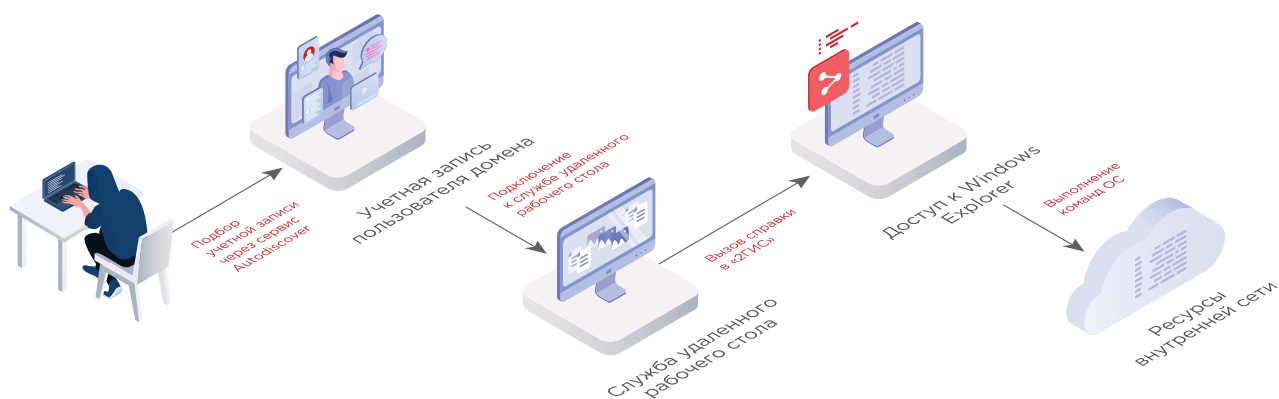 Подбор
учетной записи
через сервис
Autodiscover
Учетная запись
пользователя домена
Подключение
к службе удаленного
рабочего стола
Служба удаленного
рабочего стола
Вызов справки
в «2ГИС»
Доступ к Windows
Explorer
Выполнение
команд ОС
Ресурсы
внутренней сети